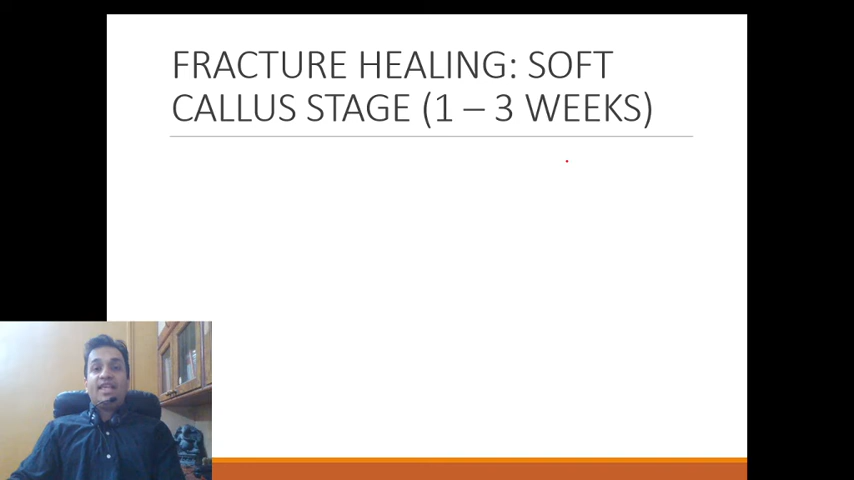 FRACTURE HEALING: SOFT
CALLUS STAGE (1 – 3 WEEKS)